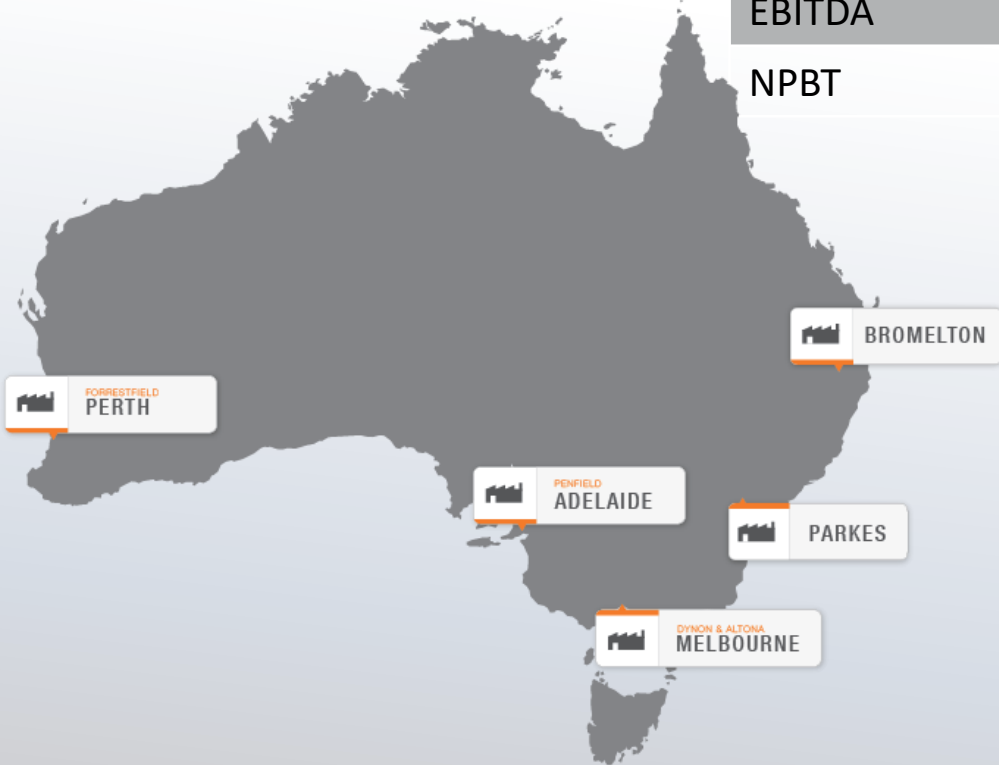 EBITDA
NPBT
BROMELTON
FORRESTFIELD
PERTH
PENFIELD
ADELAIDE
PARKES
DYNON & ALTONA
MELBOURNE